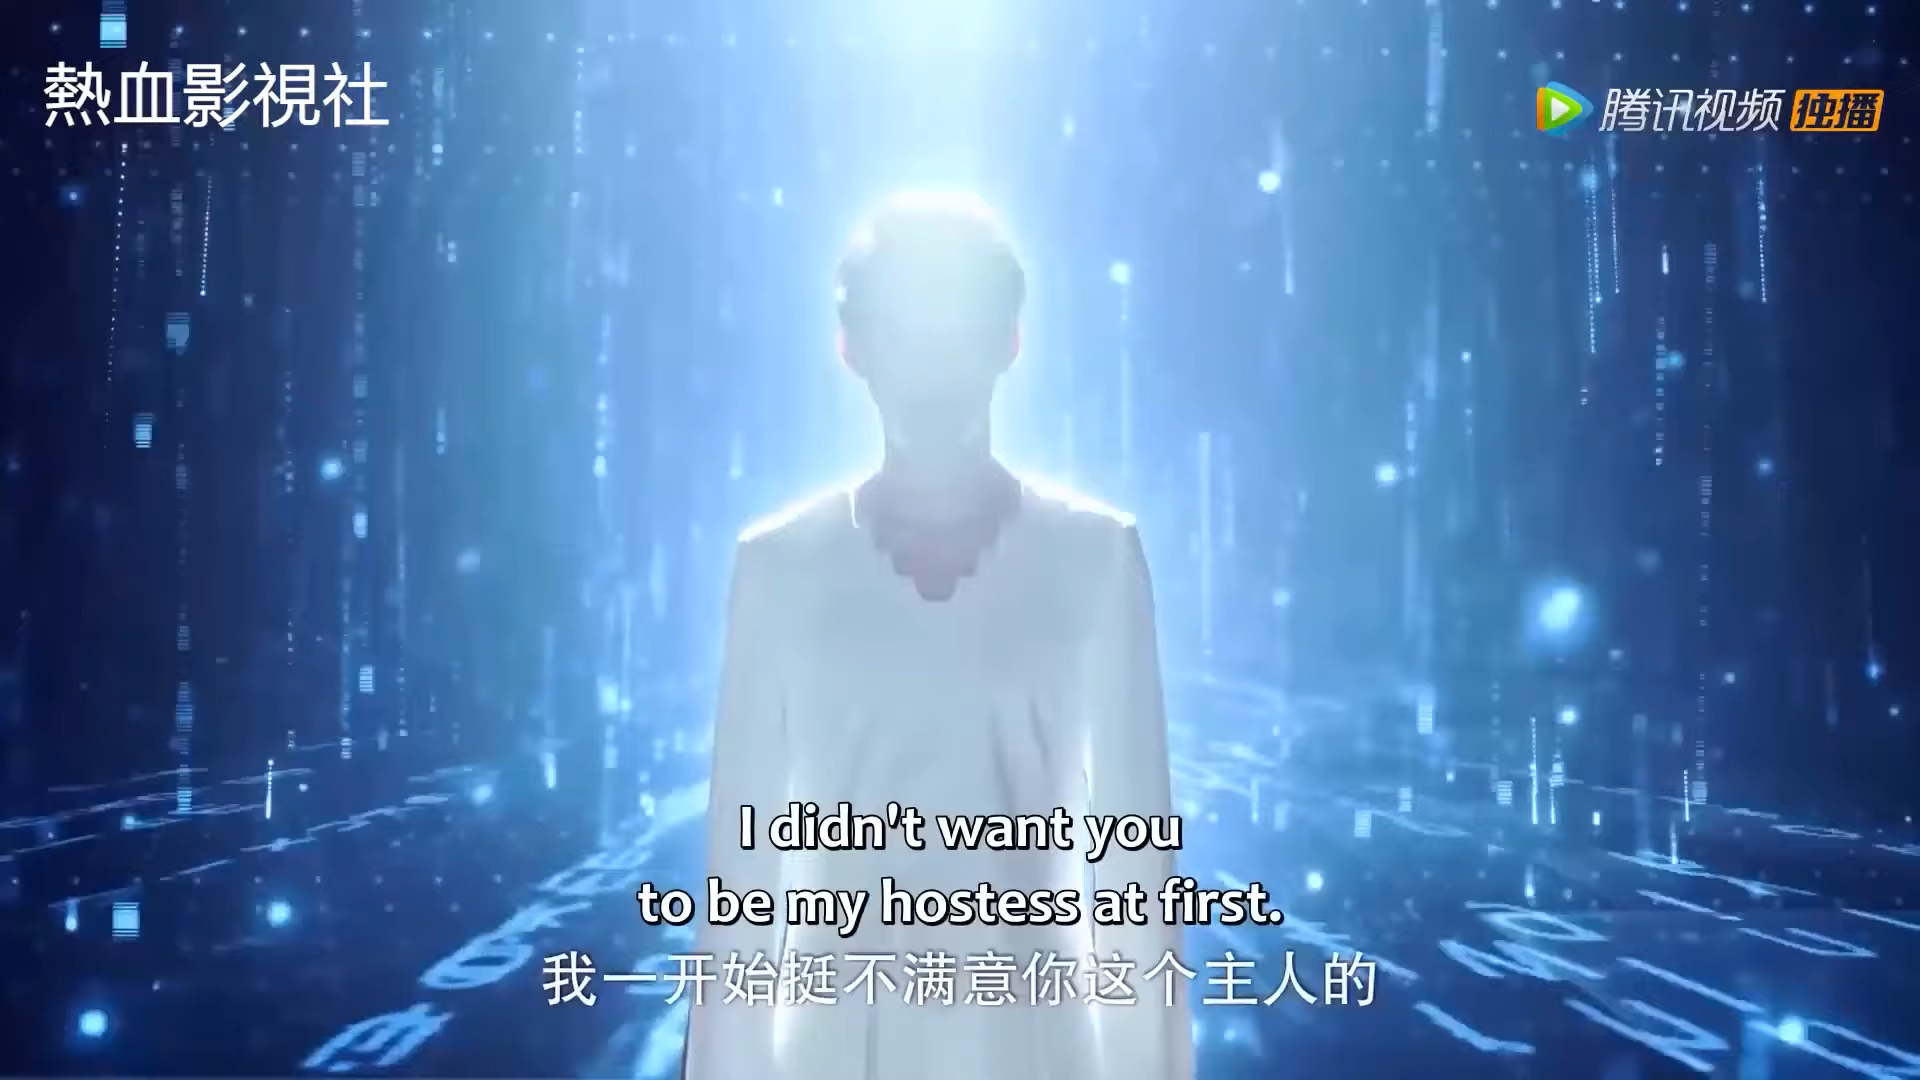 熱血影視社
腾讯视频 独播
I didn't want you
to be my hostess at first.
我一开始挺不满意你这个主人的